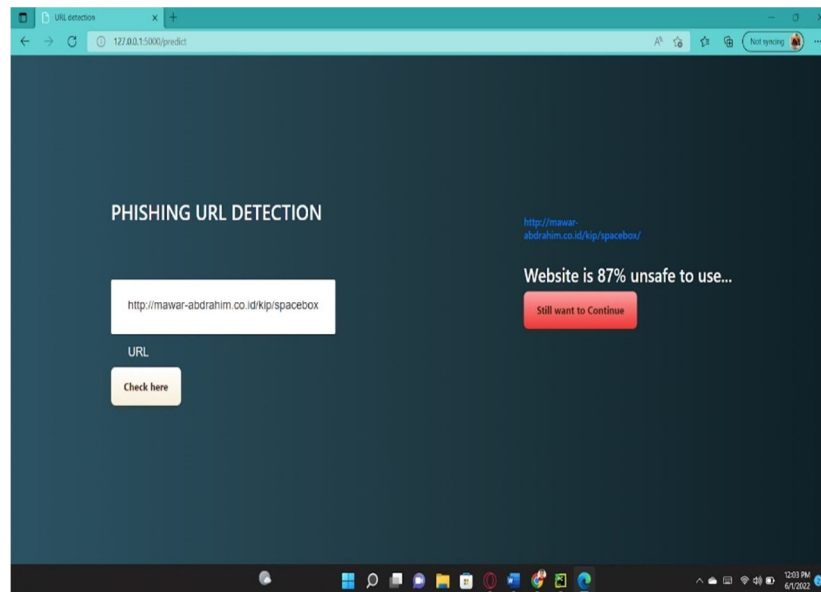 URL detection
127.0.0.1:5000/predict
Not syncing
PHISHING URL DETECTION
http://mawar-abdrahim.co.id/kip/spacebox
URL
Check here
http://mawar-
abdrahim.co.id/kip/spacebox/
Website is 87% unsafe to use...
Still want to Continue
12:03 PM
6/1/2022